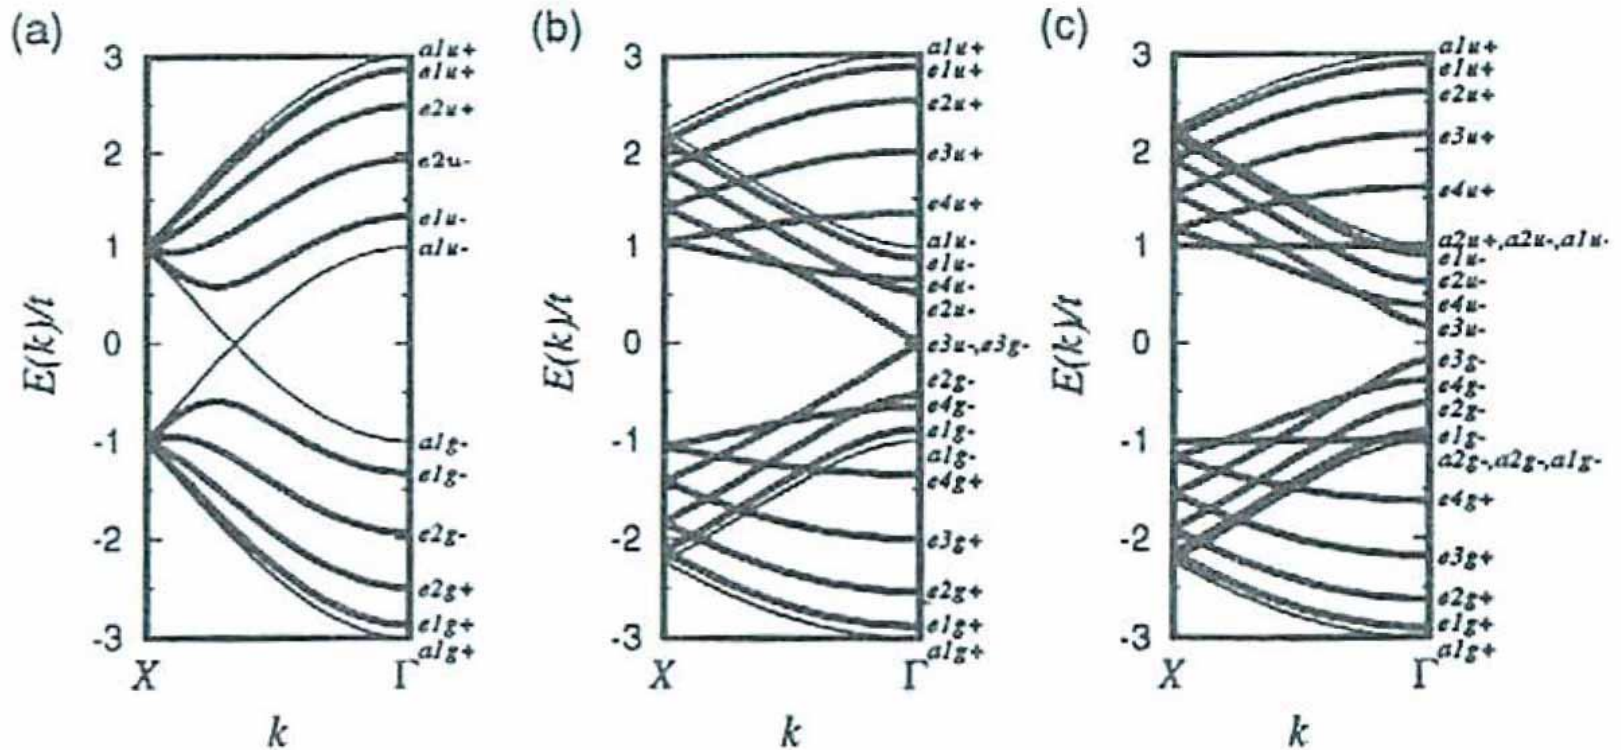 (a)
E(k)/t
3
2
1
0
-1
-2
-3
X
Γ
k
a1u+
e1u+
e2u+
e2u-
e1u-
a1u-
a1g-
e1g-
e2g-
e2g+
e1g+
a1g+
(b)
E(k)/t
3
2
1
0
-1
-2
-3
X
Γ
k
a1u+
e1u+
e2u+
e3u+
e4u+
a1u-
e1u-
e4u-
e2u-
e3u-,e3g-
e2g-
e4g-
e1g-
a1g-
e4g+
e3g+
e2g+
e1g+
a1g+
(c)
E(k)/t
3
2
1
0
-1
-2
-3
X
Γ
k
a1u+
e1u+
e2u+
e3u+
e4u+
a2u+,a2u-,a1u-
e1u-
e2u-
e4u-
e3u-
e3g-
e4g-
e2g-
e1g-
a2g-,a2g-,a1g-
e4g+
e3g+
e2g+
e1g+
a1g+